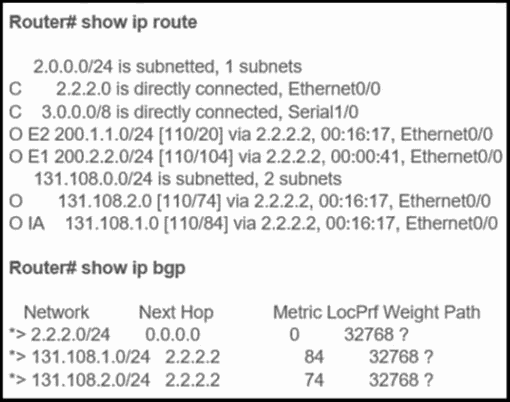 Router# show ip route
2.0.0.0/24 is subnetted, 1 subnets
C 2.2.2.0 is directly connected, Ethernet0/0
C 3.0.0.0/8 is directly connected, Serial1/0
O E2 200.1.1.0/24 [110/20] via 2.2.2.2, 00:16:17, Ethernet0/0
O E1 200.2.2.0/24 [110/104] via 2.2.2.2, 00:00:41, Ethernet0/0
131.108.0.0/24 is subnetted, 2 subnets
O 131.108.2.0 [110/74] via 2.2.2.2, 00:16:17, Ethernet0/0
O IA 131.108.1.0 [110/84] via 2.2.2.2, 00:16:17, Ethernet0/0
Router# show ip bgp
Network Next Hop Metric LocPrf Weight Path
*> 2.2.2.0/24 0.0.0.0 0 32768 ?
*> 131.108.1.0/24 2.2.2.2 84 32768 ?
*> 131.108.2.0/24 2.2.2.2 74 32768 ?